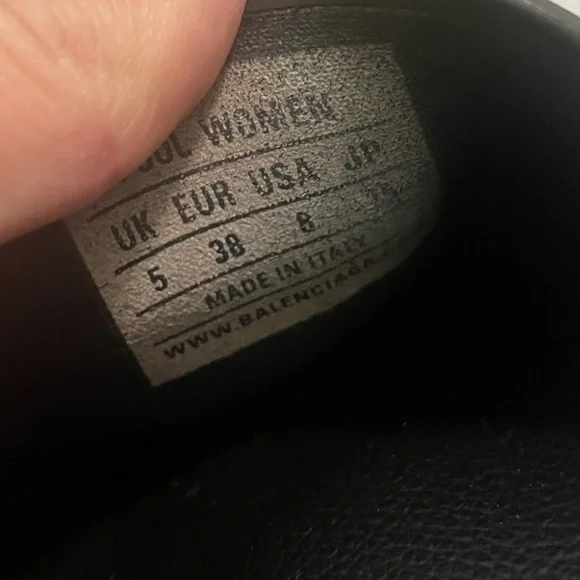 WOMEN
UK EUR USA JP
5 38 8
MADE IN ITALY
WWW.BALENCIAGA.